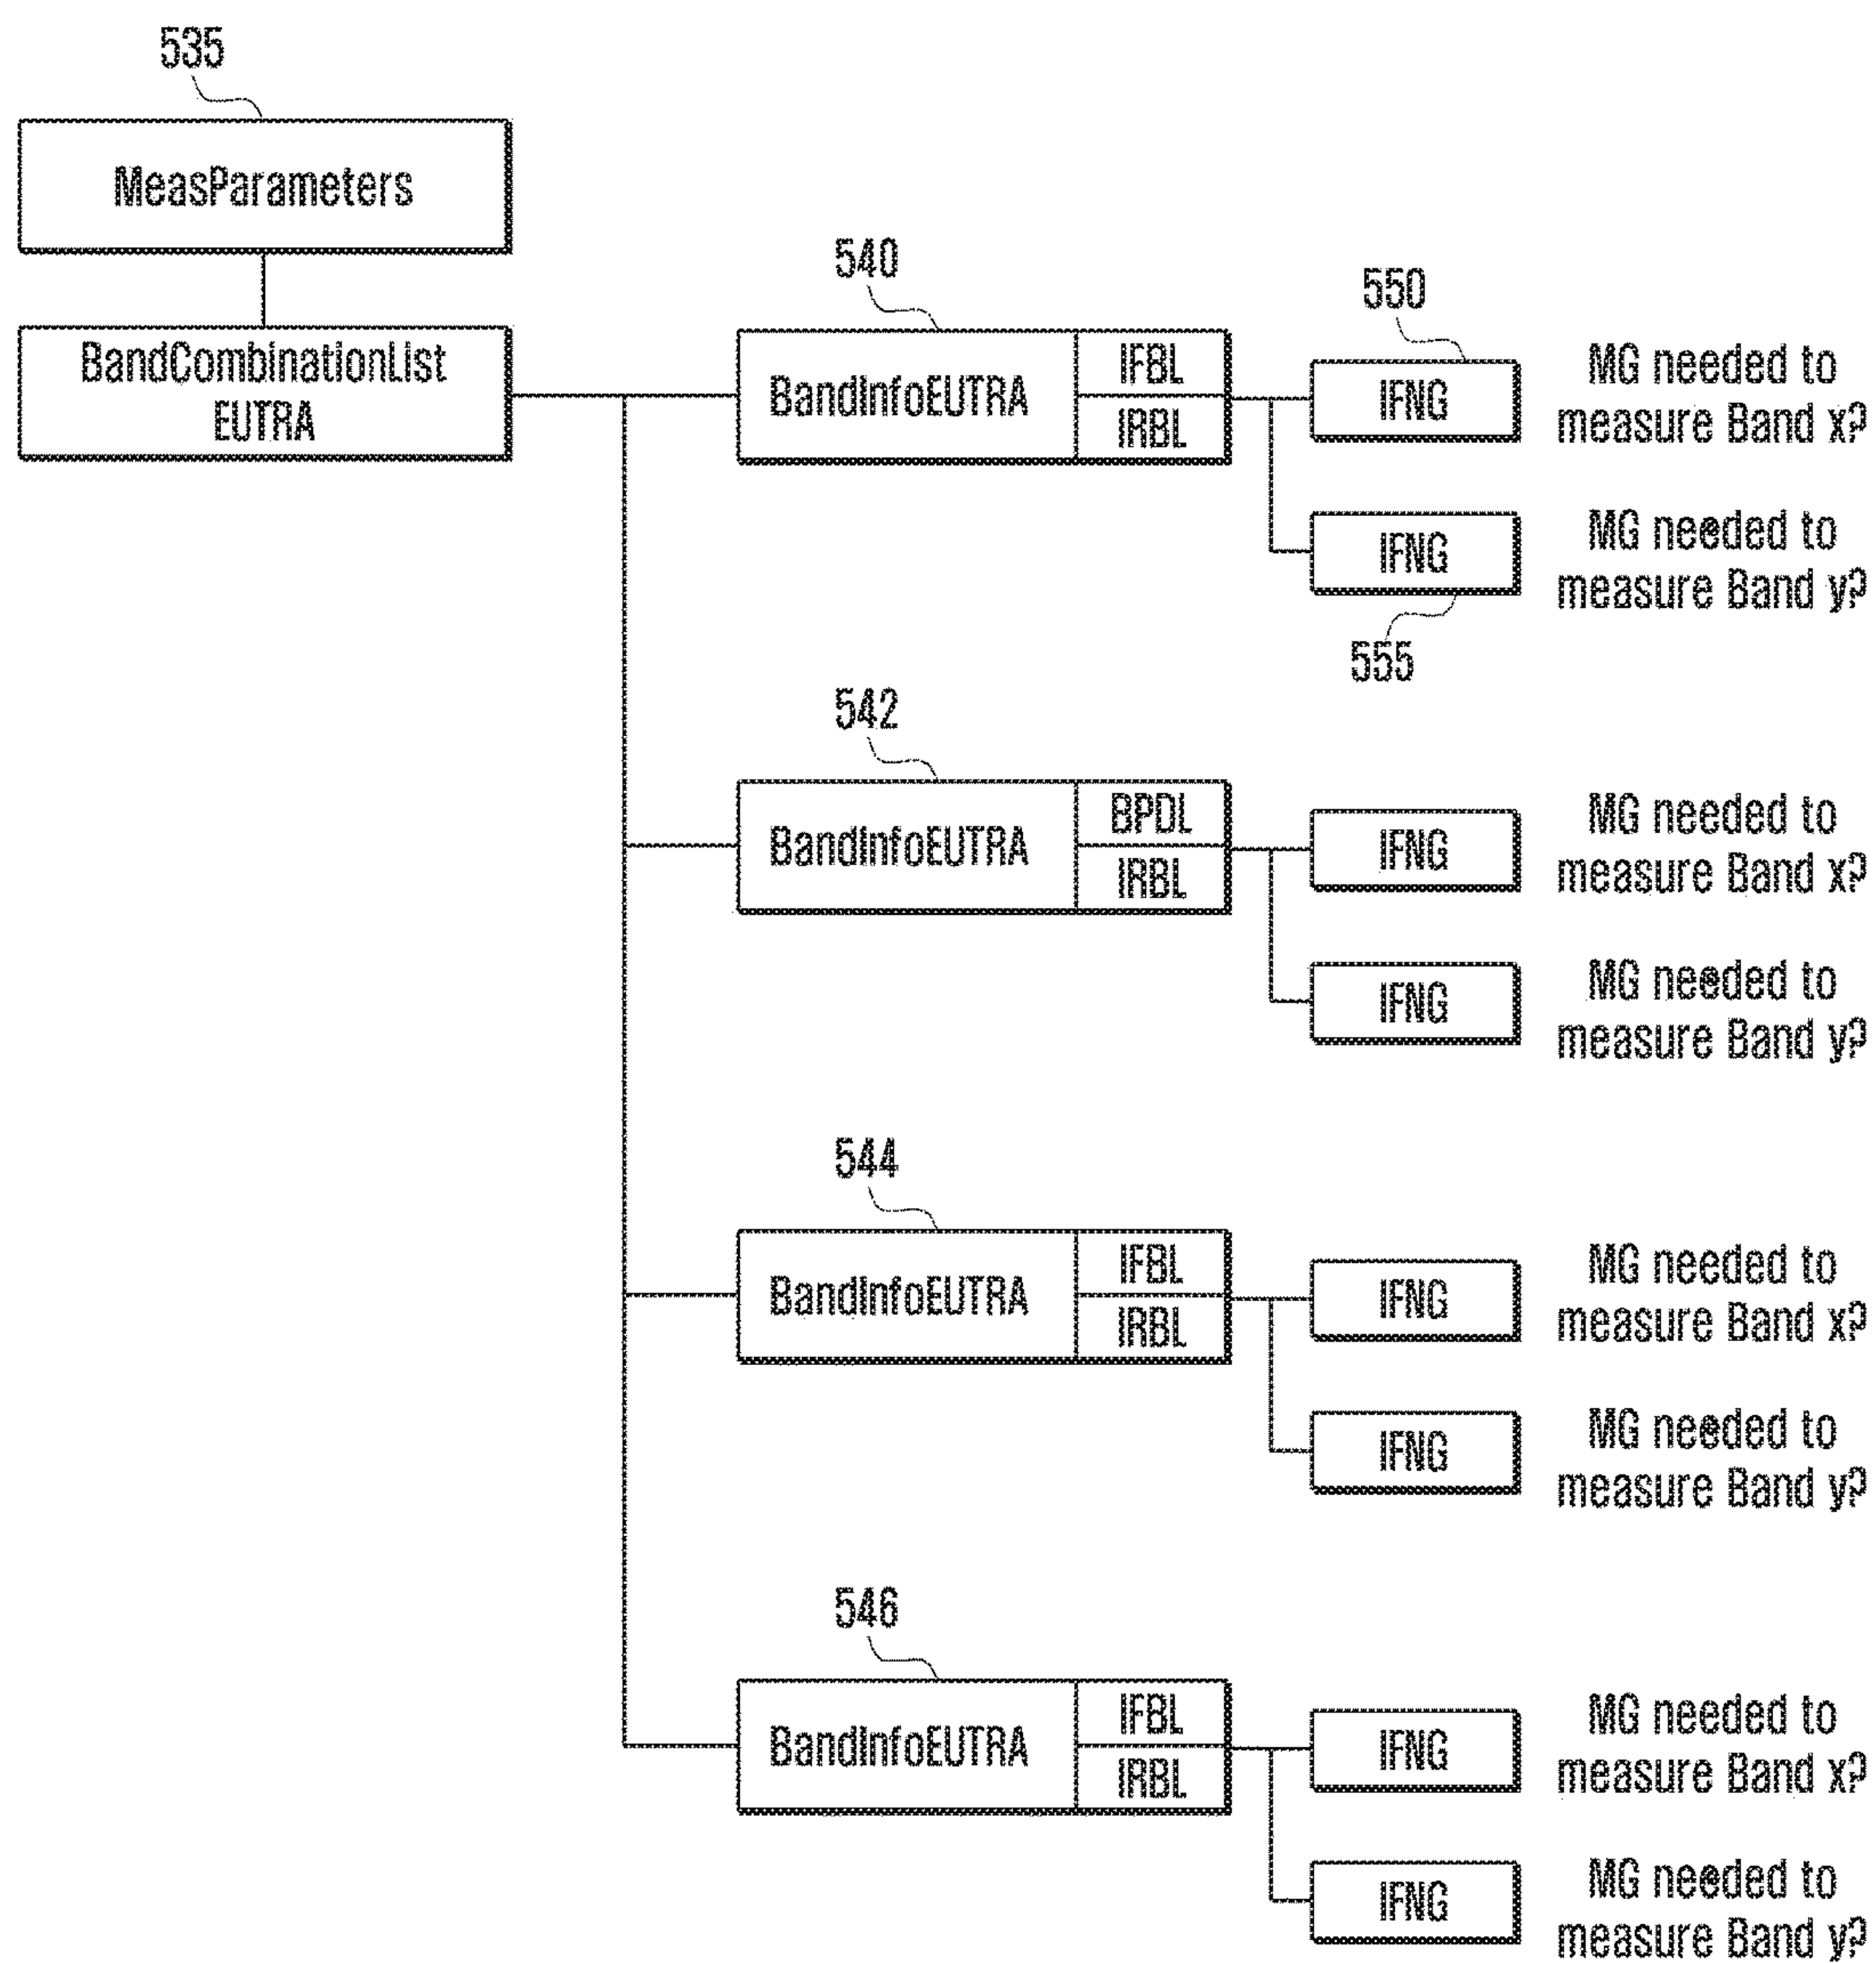 535
MeasParameters
BandCombinationList
EUTRA
540
BandInfoEUTRA
IFBL
IRBL
550
IFNG
MG needed to
measure Band x?
IFNG
MG needed to
measure Band y?
555
542
BandInfoEUTRA
BPDL
IRBL
IFNG
MG needed to
measure Band x?
IFNG
MG needed to
measure Band y?
544
BandInfoEUTRA
IFBL
IRBL
IFNG
MG needed to
measure Band x?
IFNG
MG needed to
measure Band y?
546
BandInfoEUTRA
IFBL
IRBL
IFNG
MG needed to
measure Band x?
IFNG
MG needed to
measure Band y?